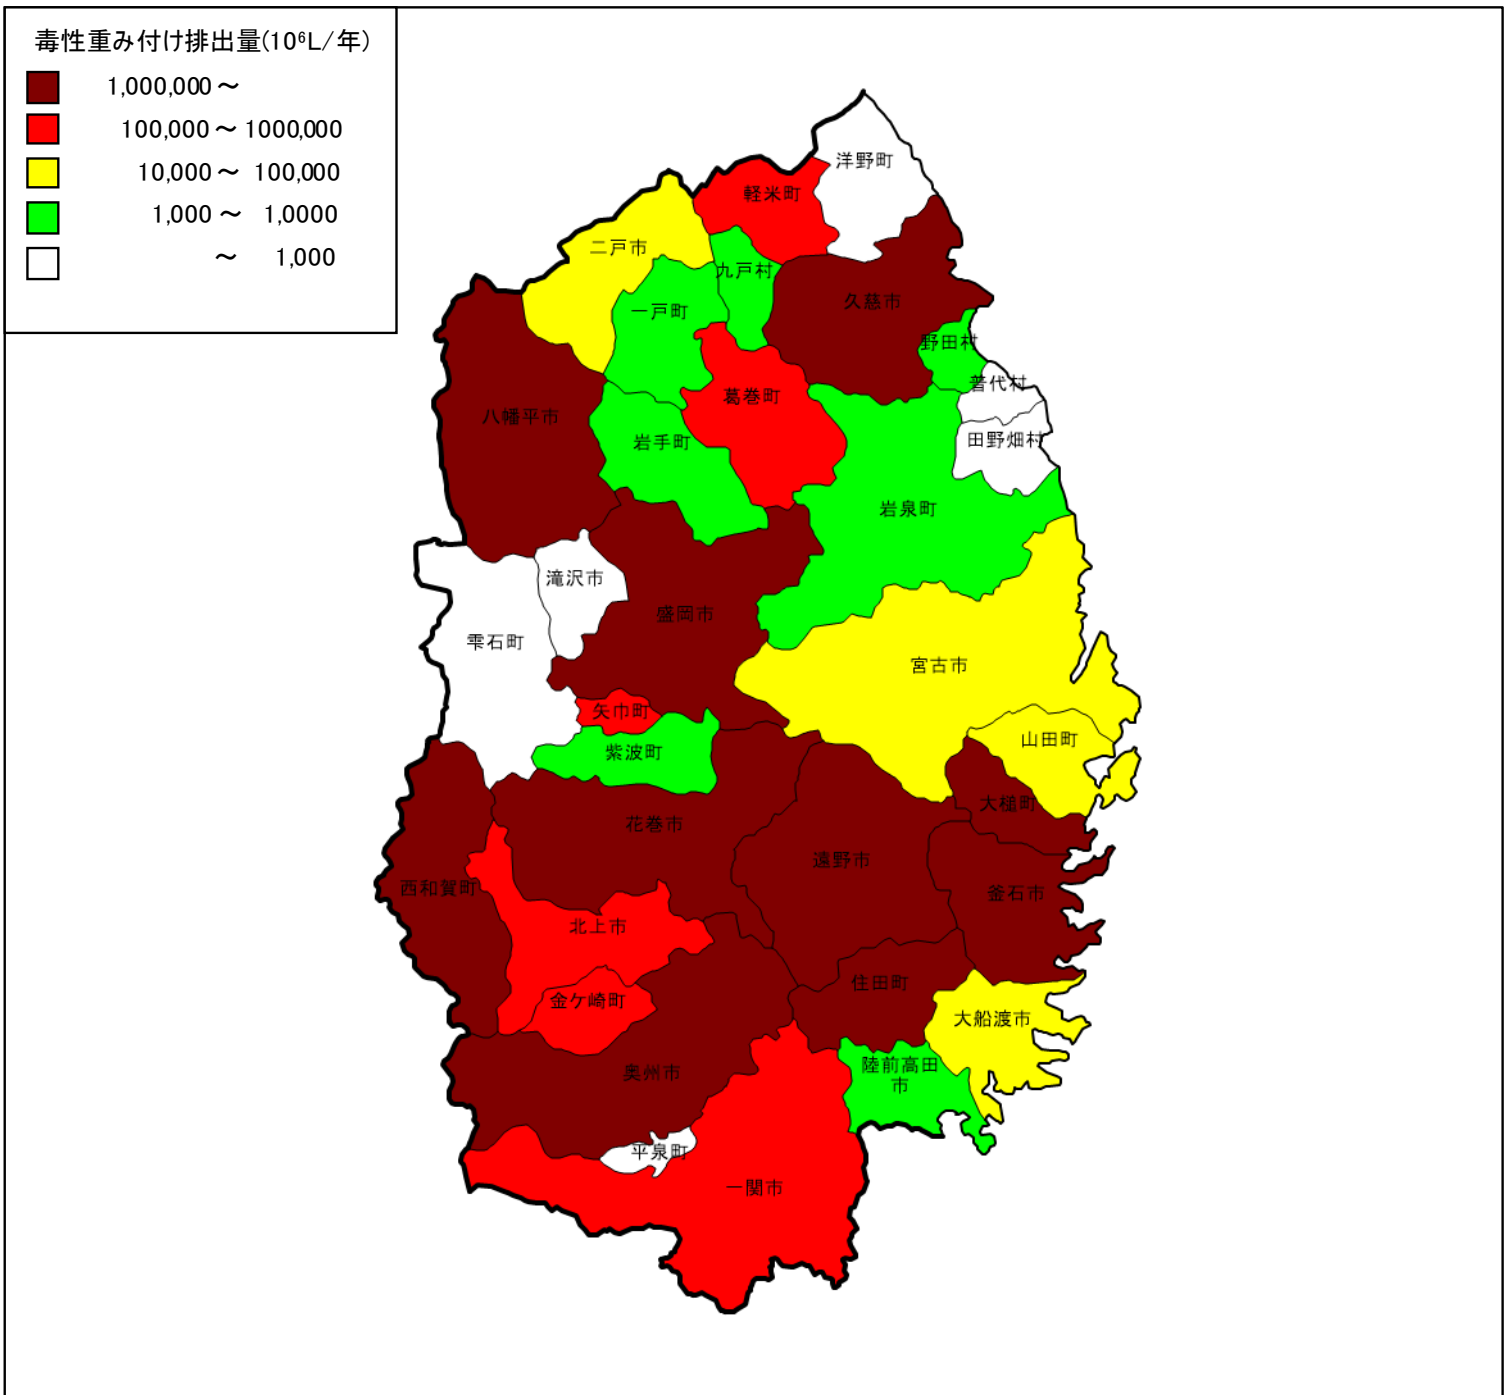 毒性重み付け排出量(10⁶L/年)
1,000,000～
100,000～1000,000
10,000～ 100,000
1,000～ 1,0000
～ 1,000
洋野町
軽米町
二戸市
九戸村
久慈市
一戸町
野田村
普代村
葛巻町
八幡平市
田野畑村
岩手町
岩泉町
滝沢市
盛岡市
雫石町
宮古市
矢巾町
山田町
紫波町
大槌町
花巻市
遠野市
西和賀町
釜石市
北上市
住田町
金ケ崎町
大船渡市
陸前高田
市
奥州市
平泉町
一関市